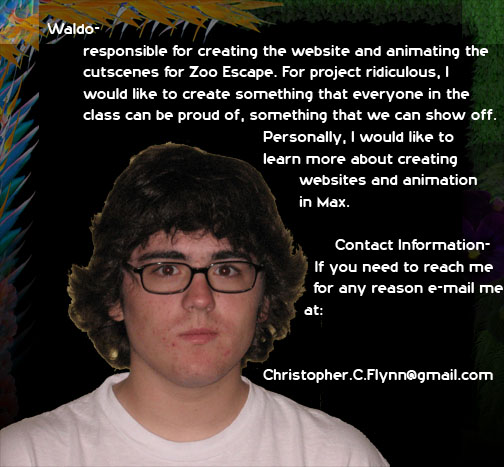 Waldo-
responsible for creating the website and animating the
cutscenes for Zoo Escape. For project ridiculous, I
would like to create something that everyone in the
class can be proud of, something that we can show off.
Personally, I would like to
learn more about creating
websites and animation
in Max.
Contact Information-
If you need to reach me
for any reason e-mail me
at:
Christopher.C.Flynn@gmail.com